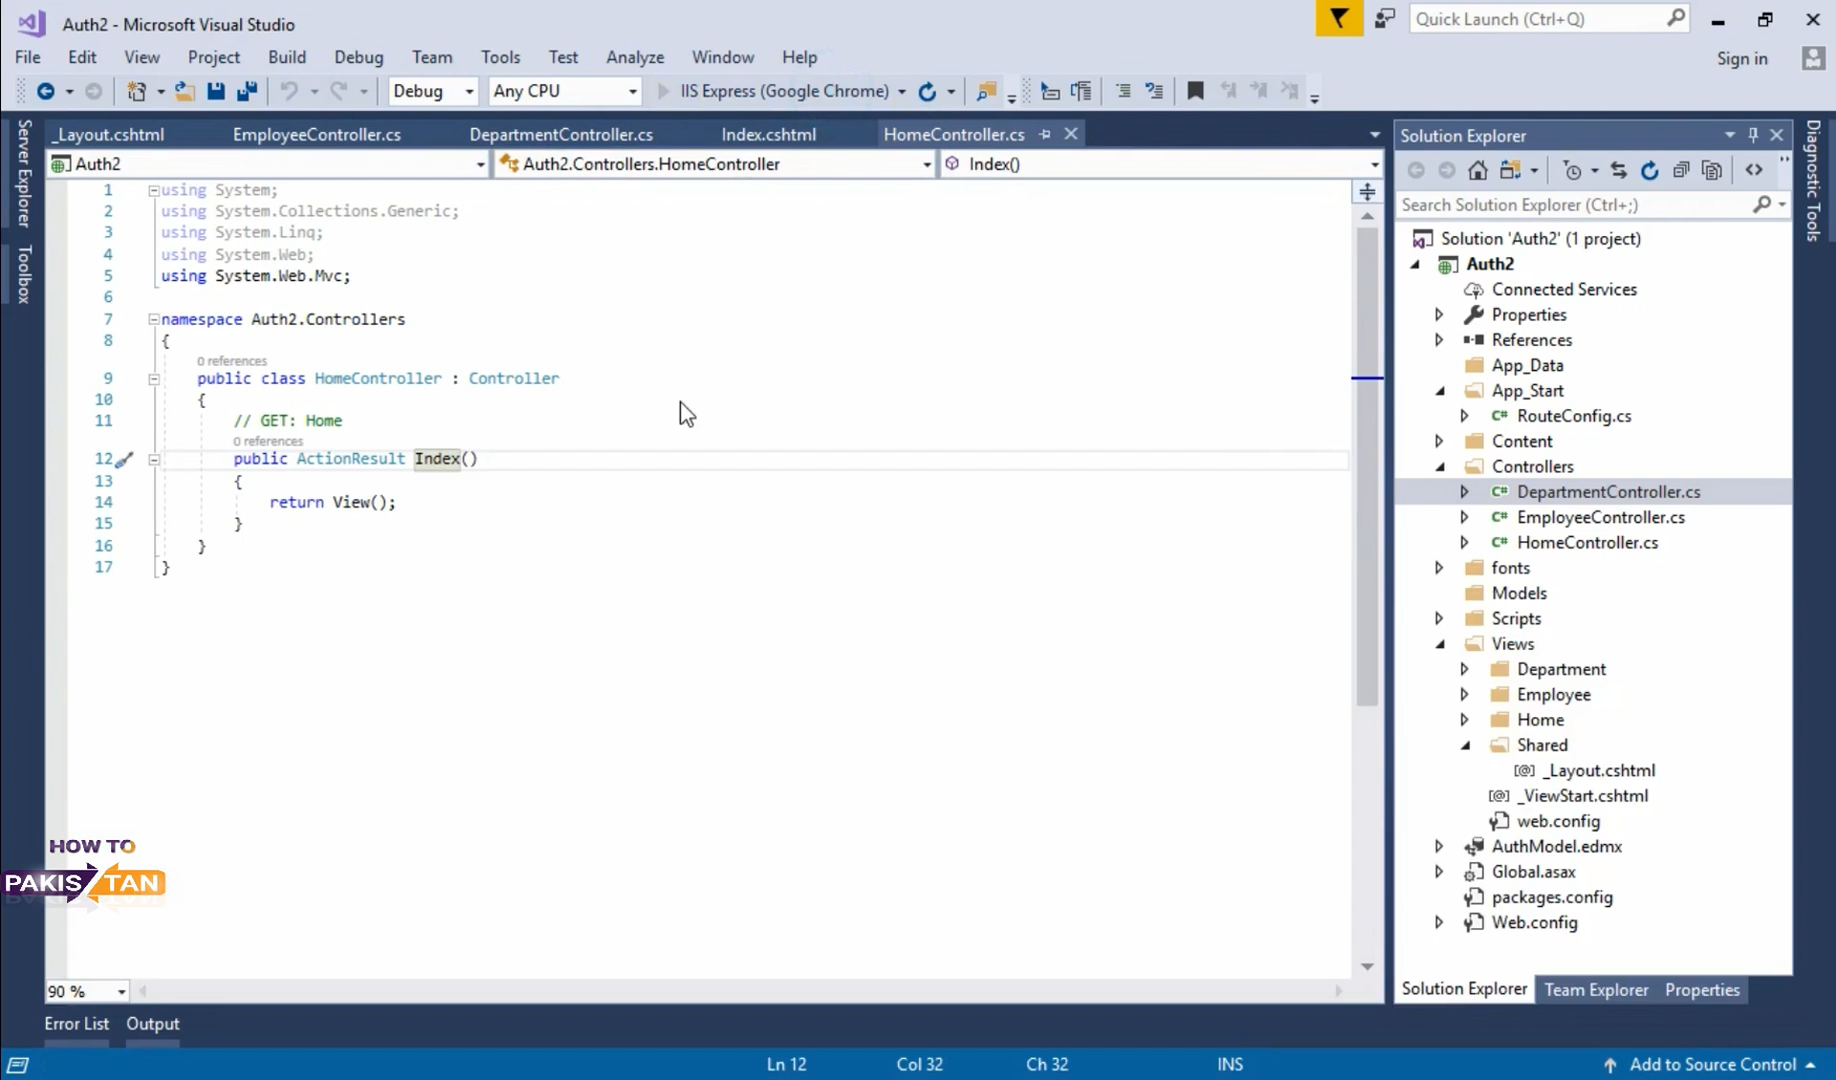 Auth2 - Microsoft Visual Studio
Quick Launch (Ctrl+Q)
File Edit View Project Build Debug Team Tools Test Analyze Window Help
Sign in
Debug Any CPU IIS Express (Google Chrome)
_Layout.cshtml EmployeeController.cs DepartmentController.cs Index.cshtml HomeController.cs
Auth2 Auth2.Controllers.HomeController Index()
Server Explorer
Toolbox
1 using System;
2 using System.Collections.Generic;
3 using System.Linq;
4 using System.Web;
5 using System.Web.Mvc;
6
7 namespace Auth2.Controllers
8 {
0 references
9 public class HomeController : Controller
10 {
11 // GET: Home
0 references
12 public ActionResult Index()
13 {
14 return View();
15 }
16 }
17 }
HOW TO
PAKISTAN
90 %
Solution Explorer
Search Solution Explorer (Ctrl+;)
Solution 'Auth2' (1 project)
Auth2
Connected Services
Properties
References
App_Data
App_Start
C# RouteConfig.cs
Content
Controllers
C# DepartmentController.cs
C# EmployeeController.cs
C# HomeController.cs
fonts
Models
Scripts
Views
Department
Employee
Home
Shared
[@] _Layout.cshtml
[@] _ViewStart.cshtml
web.config
AuthModel.edmx
Global.asax
packages.config
Web.config
Solution Explorer Team Explorer Properties
Diagnostic Tools
Error List Output
Ln 12 Col 32 Ch 32 INS Add to Source Control